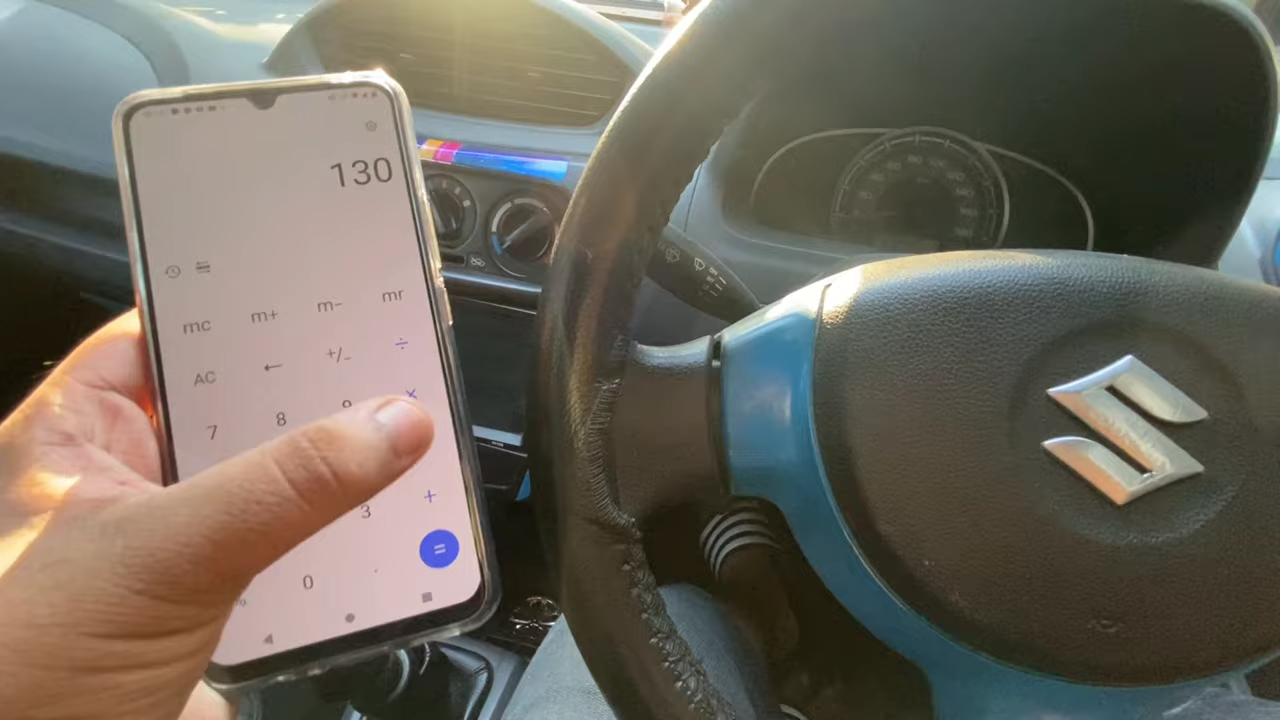 130
mc m+ m- mr
AC ← +/_ ÷
7 8 9 ×
3 +
0 . =
%